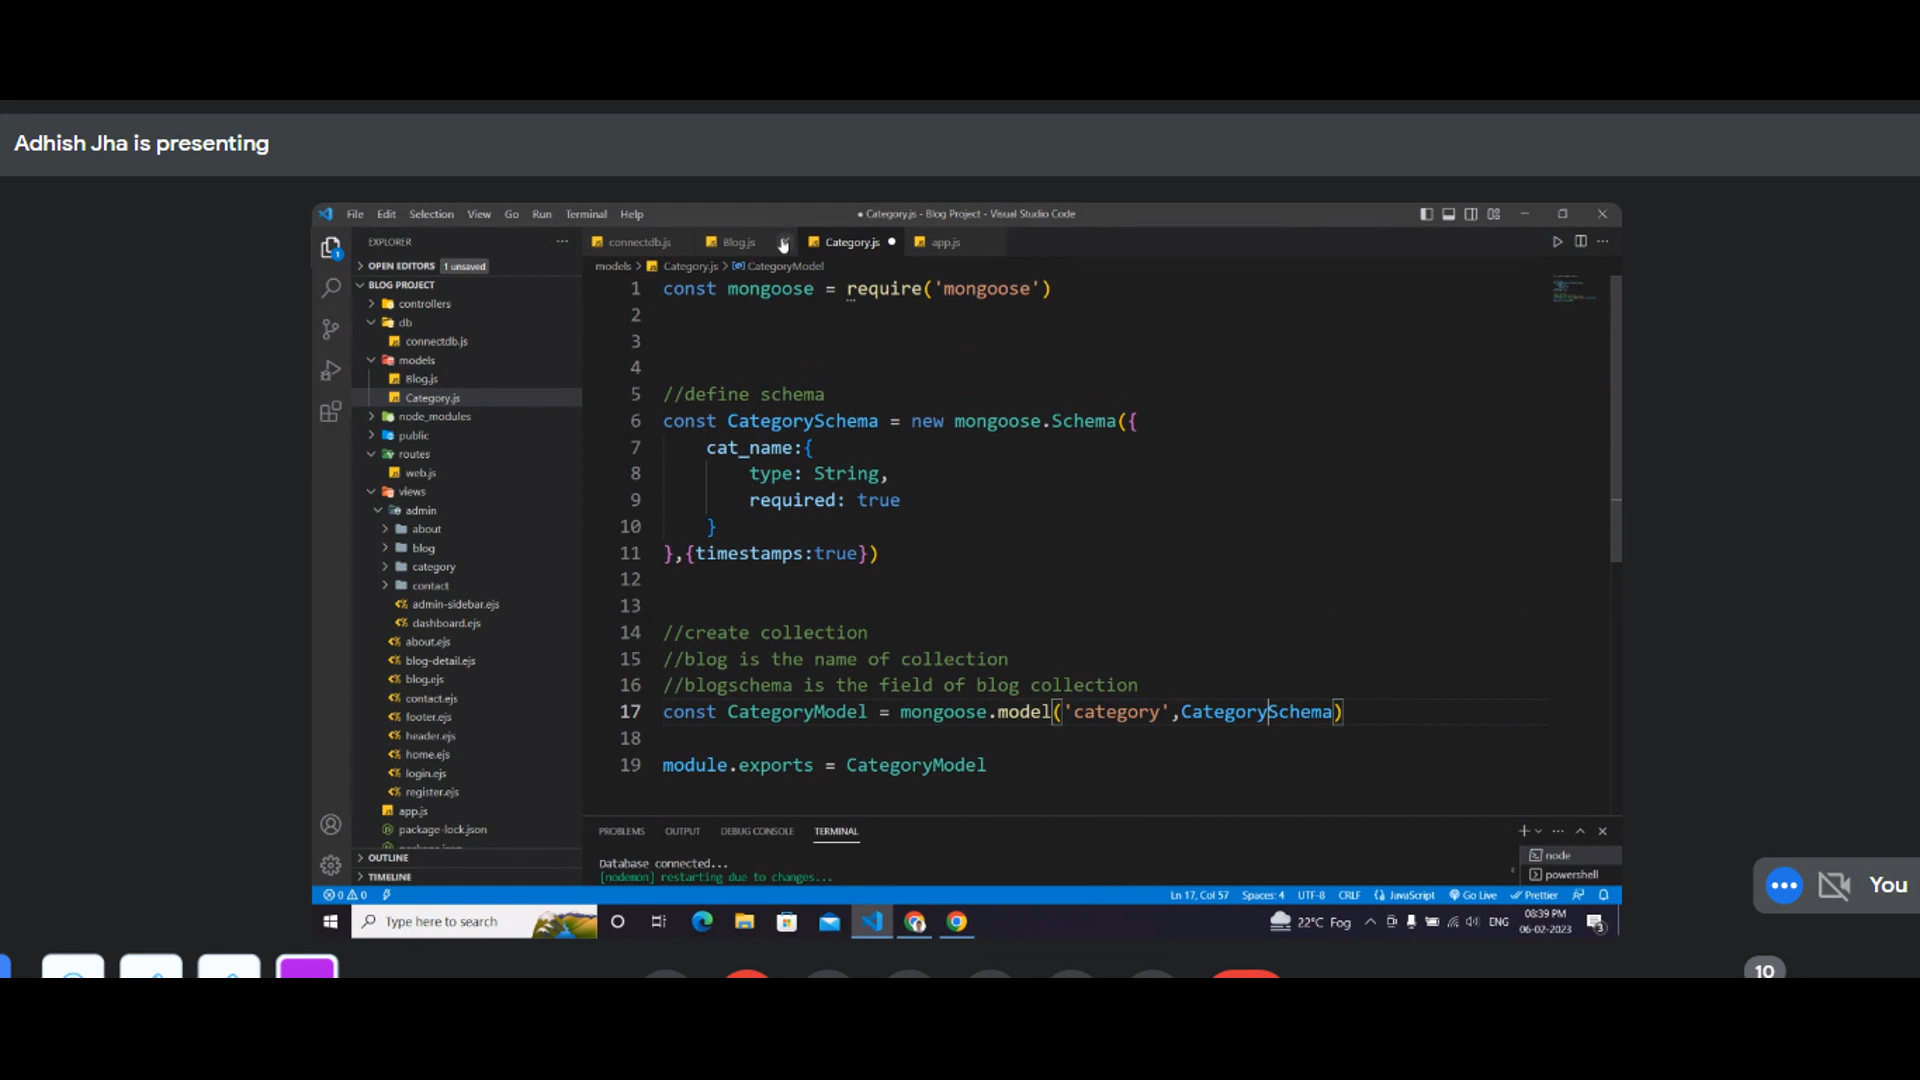 Adhish Jha is presenting
File Edit Selection View Go Run Terminal Help
● Category.js - Blog Project - Visual Studio Code
EXPLORER
connectdb.js Blog.js Category.js ● app.js
OPEN EDITORS 1 unsaved
models > Category.js > CategoryModel
BLOG PROJECT
controllers
db
connectdb.js
models
Blog.js
Category.js
node_modules
public
routes
web.js
views
admin
about
blog
category
contact
admin-sidebar.ejs
dashboard.ejs
about.ejs
blog-detail.ejs
blog.ejs
contact.ejs
footer.ejs
header.ejs
home.ejs
login.ejs
register.ejs
app.js
package-lock.json
OUTLINE
TIMELINE
1 const mongoose = require('mongoose')
2
3
4
5 //define schema
6 const CategorySchema = new mongoose.Schema({
7 cat_name:{
8 type: String,
9 required: true
10 }
11 },{timestamps:true})
12
13
14 //create collection
15 //blog is the name of collection
16 //blogschema is the field of blog collection
17 const CategoryModel = mongoose.model('category',CategorySchema)
18
19 module.exports = CategoryModel
PROBLEMS OUTPUT DEBUG CONSOLE TERMINAL
Database connected...
[nodemon] restarting due to changes...
node
powershell
0 0 Ln 17, Col 57 Spaces: 4 UTF-8 CRLF {} JavaScript Go Live Prettier
Type here to search
22°C Fog ENG 08:39 PM 06-02-2023 3
You
10